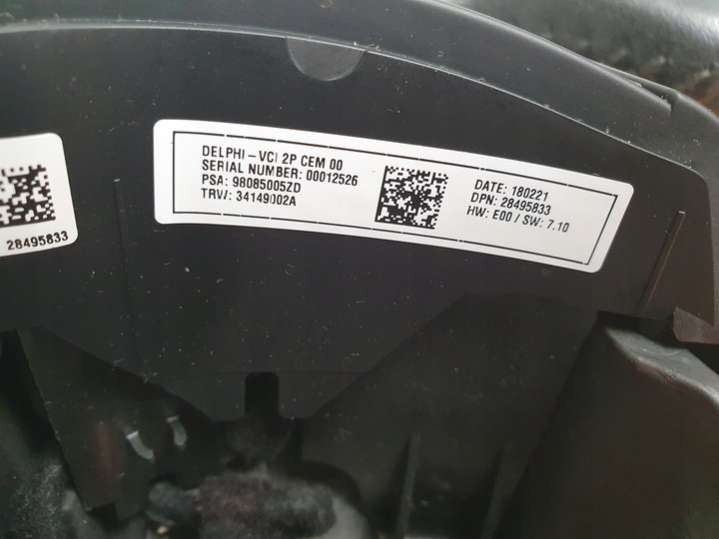 28495833
DELPHI - VCI 2P CEM 00
SERIAL NUMBER: 00012526
PSA: 98085005ZD
TRW: 34149002A
DATE: 180221
DPN: 28495833
HW: E00 / SW: 7.10